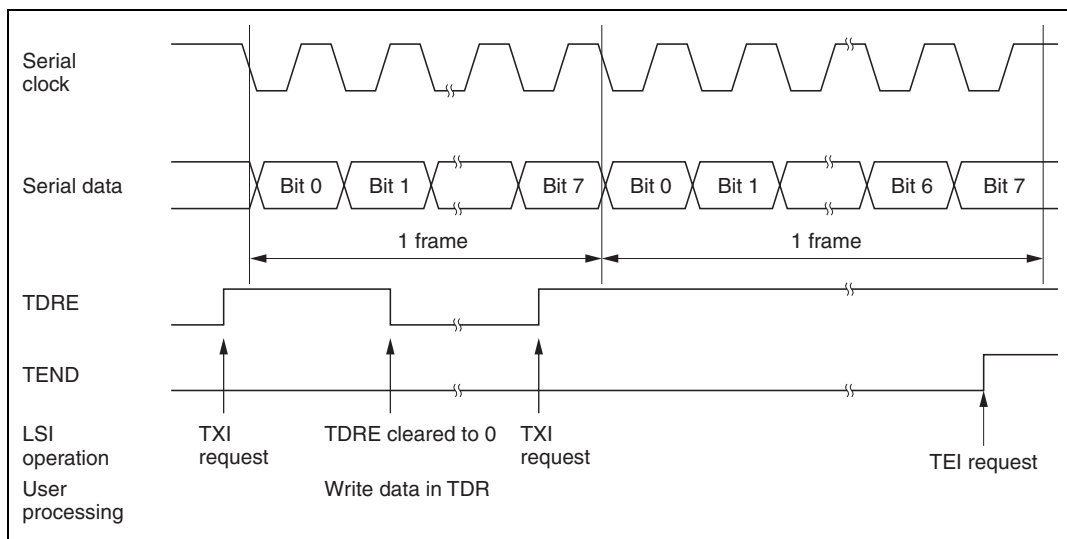 Serial
clock
Serial data
Bit 0
Bit 1
Bit 7
Bit 0
Bit 1
Bit 6
Bit 7
1 frame
1 frame
TDRE
TEND
LSI
operation
TXI
request
TDRE cleared to 0
TXI
request
TEI request
User
processing
Write data in TDR